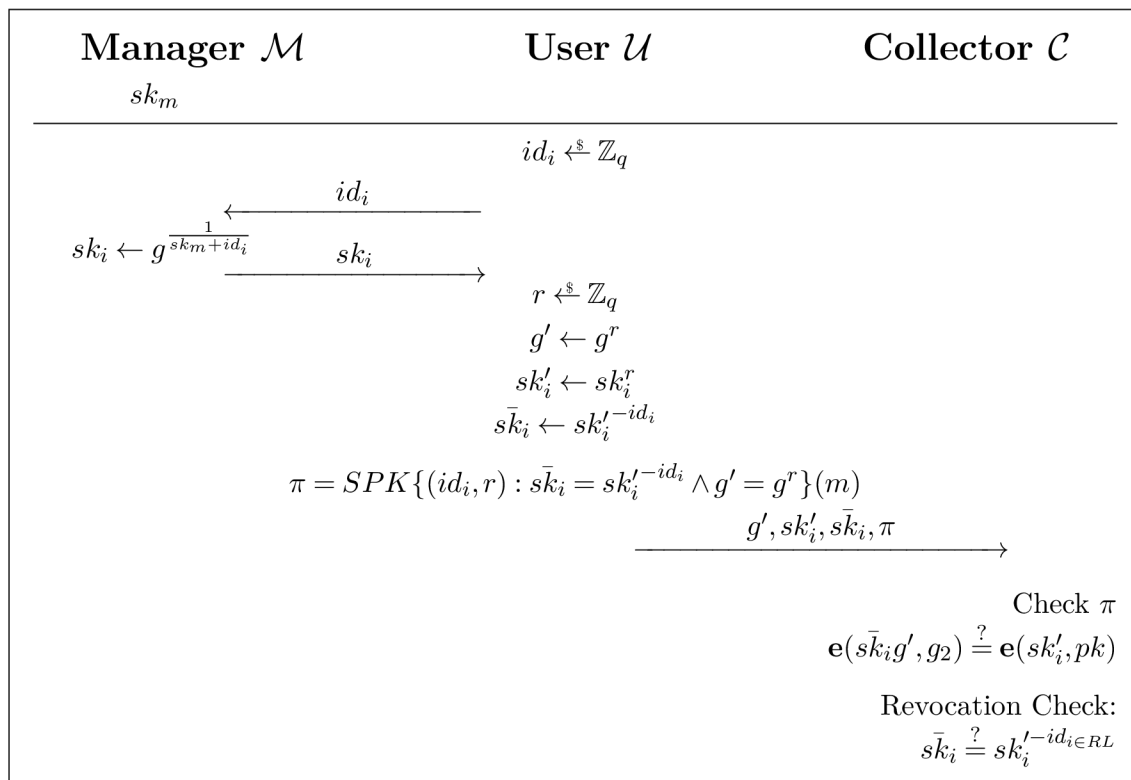 Manager ℳ User 𝒰 Collector 𝒞
sk_m
id_i ←$ ℤ_q
id_i
sk_i ← g^{1/(sk_m+id_i)}
sk_i
r ←$ ℤ_q
g′ ← g^r
sk′_i ← sk_i^r
s̄k_i ← sk′_i^{−id_i}
π = SPK{(id_i, r) : s̄k_i = sk′_i^{−id_i} ∧ g′ = g^r}(m)
g′, sk′_i, s̄k_i, π
Check π
e(s̄k_i g′, g_2) ≟ e(sk′_i, pk)
Revocation Check:
s̄k_i ≟ sk′_i^{−id_{i∈RL}}